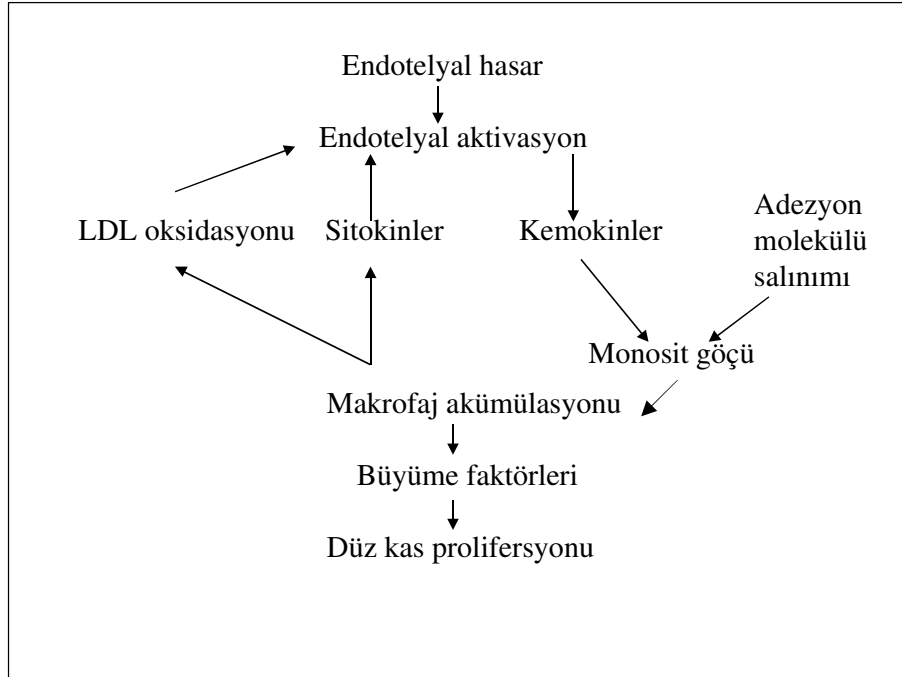 Endotelyal hasar
Endotelyal aktivasyon
LDL oksidasyonu
Sitokinler
Kemokinler
Adezyon
molekülü
salınımı
Monosit göçü
Makrofaj akümülasyonu
Büyüme faktörleri
Düz kas prolifersyonu